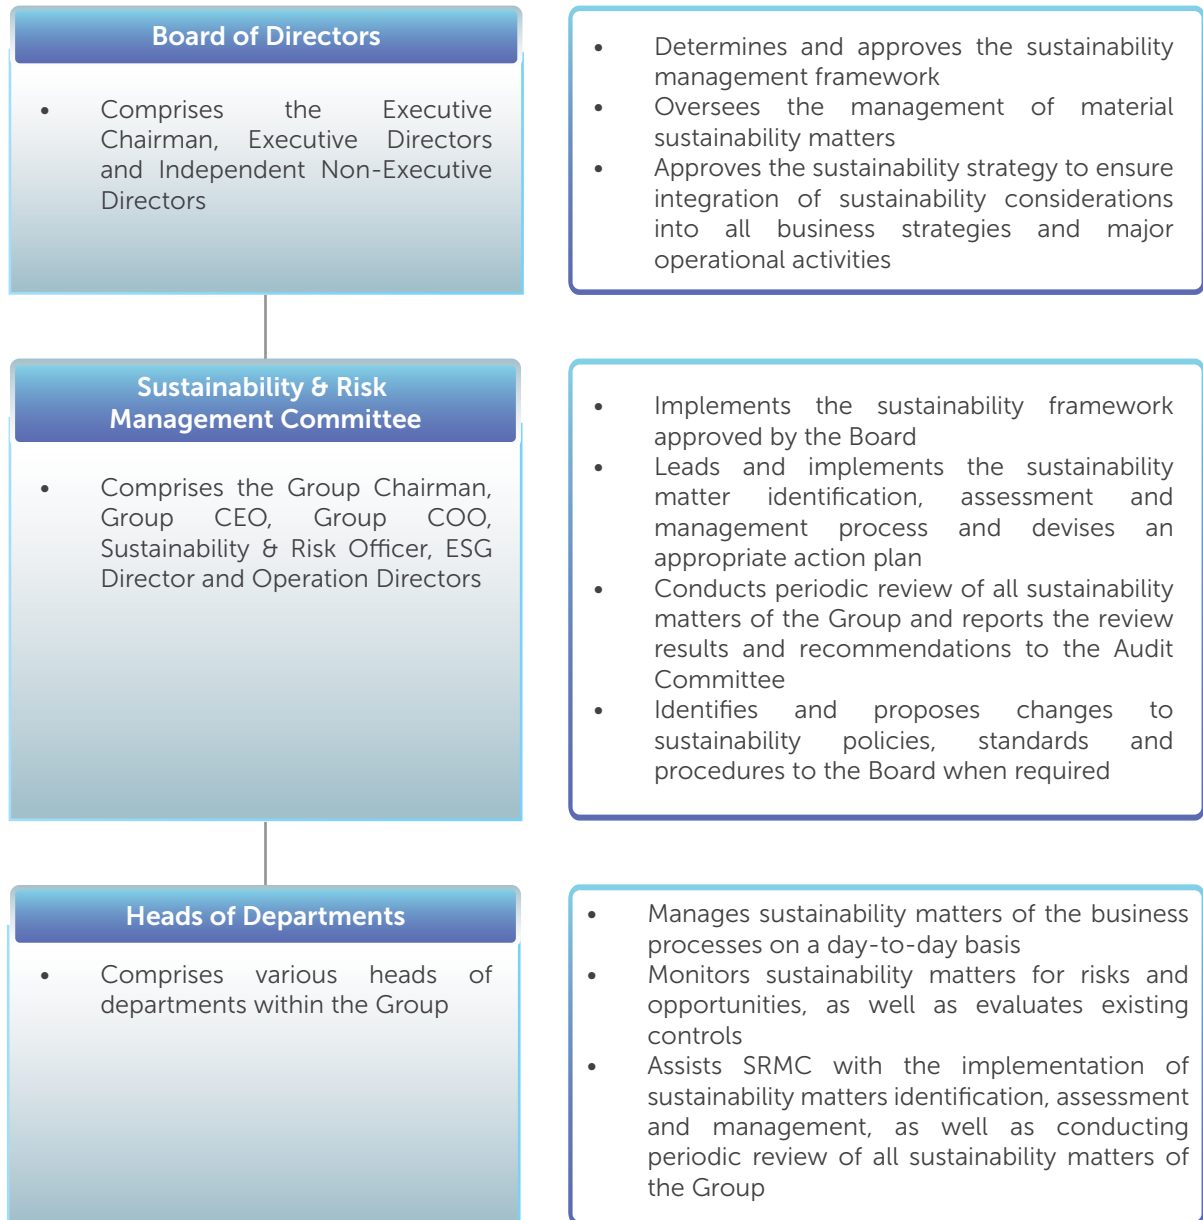 Board of Directors
• Comprises the Executive
Chairman, Executive Directors
and Independent Non-Executive
Directors
• Determines and approves the sustainability
management framework
• Oversees the management of material
sustainability matters
• Approves the sustainability strategy to ensure
integration of sustainability considerations
into all business strategies and major
operational activities
Sustainability & Risk
Management Committee
• Comprises the Group Chairman,
Group CEO, Group COO,
Sustainability & Risk Officer, ESG
Director and Operation Directors
• Implements the sustainability framework
approved by the Board
• Leads and implements the sustainability
matter identification, assessment and
management process and devises an
appropriate action plan
• Conducts periodic review of all sustainability
matters of the Group and reports the review
results and recommendations to the Audit
Committee
• Identifies and proposes changes to
sustainability policies, standards and
procedures to the Board when required
Heads of Departments
• Comprises various heads of
departments within the Group
• Manages sustainability matters of the business
processes on a day-to-day basis
• Monitors sustainability matters for risks and
opportunities, as well as evaluates existing
controls
• Assists SRMC with the implementation of
sustainability matters identification, assessment
and management, as well as conducting
periodic review of all sustainability matters of
the Group